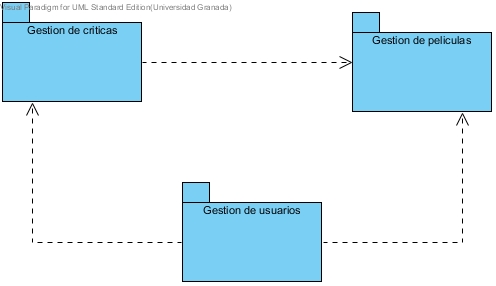 Visual Paradigm for UML Standard Edition(Universidad Granada)
Gestion de criticas
Gestion de peliculas
Gestion de usuarios